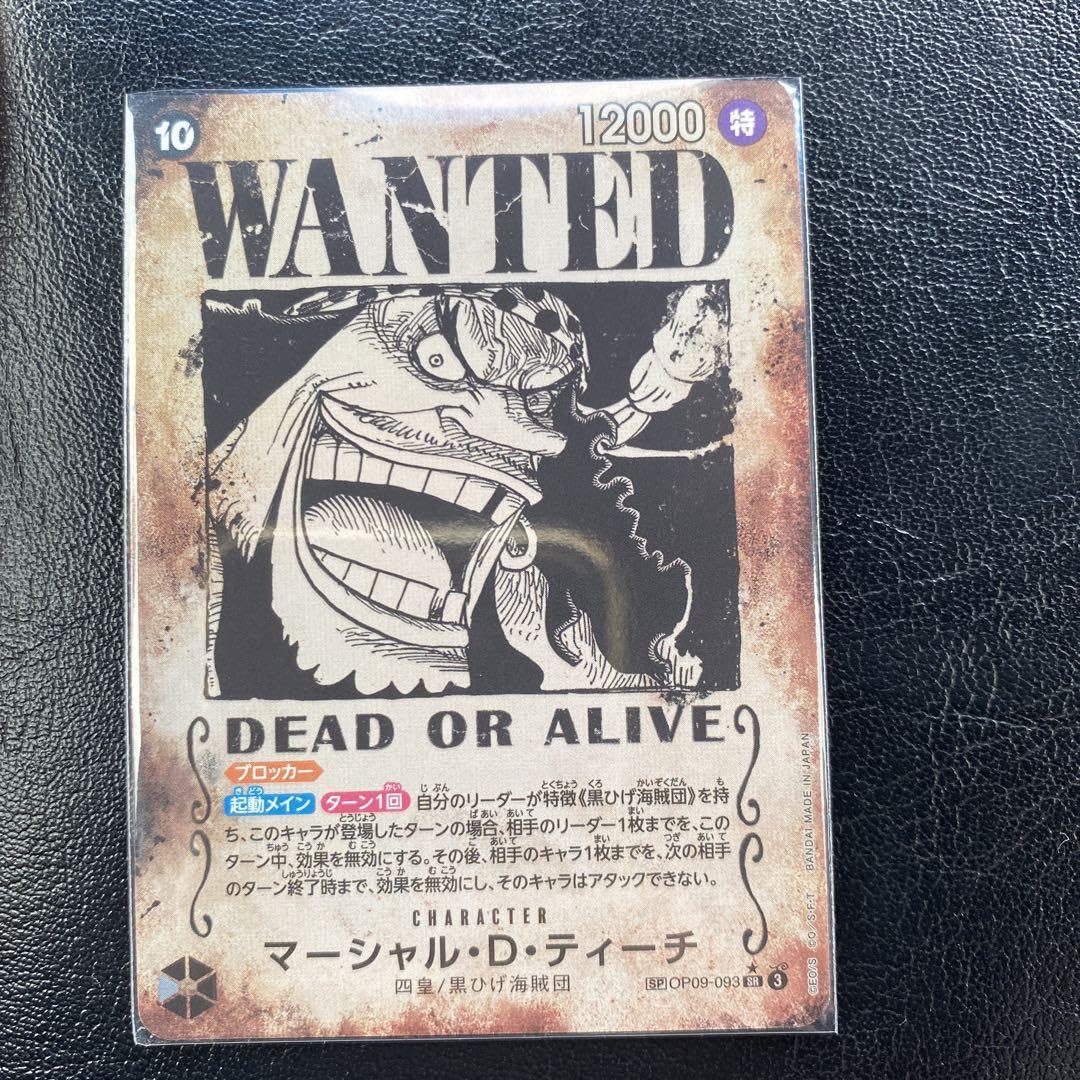 10
12000 特
WANTED
DEAD OR ALIVE
ブロッカー
起動メイン ターン1回 自分のリーダーが特徴《黒ひげ海賊団》を持
ち、このキャラが登場したターンの場合、相手のリーダー1枚までを、この
ターン中、効果を無効にする。その後、相手のキャラ1枚までを、次の相手
のターン終了時まで、効果を無効にし、そのキャラはアタックできない。
CHARACTER
マーシャル・D・ティーチ
四皇/黒ひげ海賊団
SP OP09-093 SR 3
©EO/S CO. S·F·T BANDAI MADE IN JAPAN